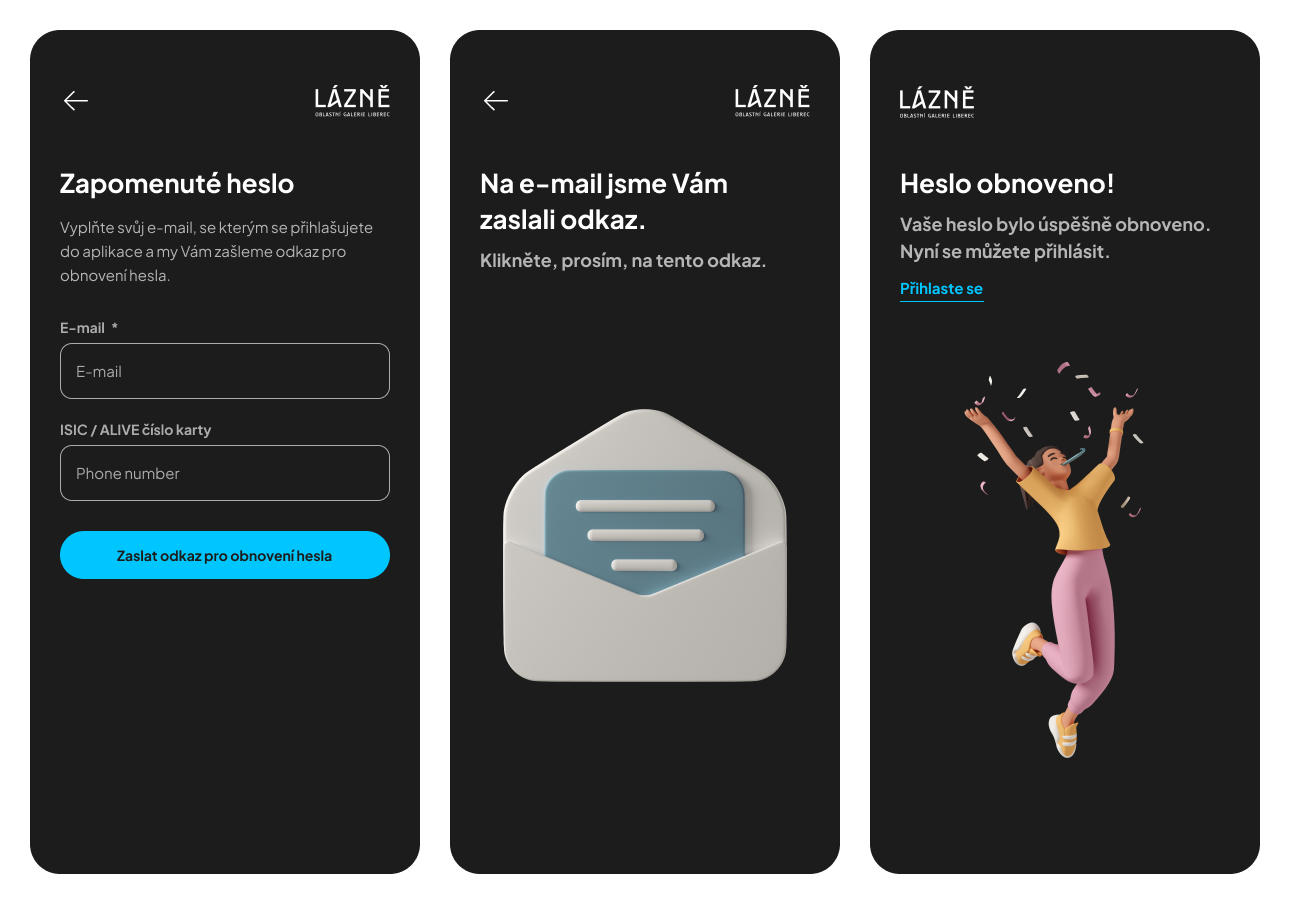 LÁZNĚ
OBLASTNÍ GALERIE LIBEREC
Zapomenuté heslo
Vyplňte svůj e-mail, se kterým se přihlašujete
do aplikace a my Vám zašleme odkaz pro
obnovení hesla.
E-mail *
E-mail
ISIC / ALIVE číslo karty
Phone number
Zaslat odkaz pro obnovení hesla
LÁZNĚ
OBLASTNÍ GALERIE LIBEREC
Na e-mail jsme Vám
zaslali odkaz.
Klikněte, prosím, na tento odkaz.
LÁZNĚ
OBLASTNÍ GALERIE LIBEREC
Heslo obnoveno!
Vaše heslo bylo úspěšně obnoveno.
Nyní se můžete přihlásit.
Přihlaste se